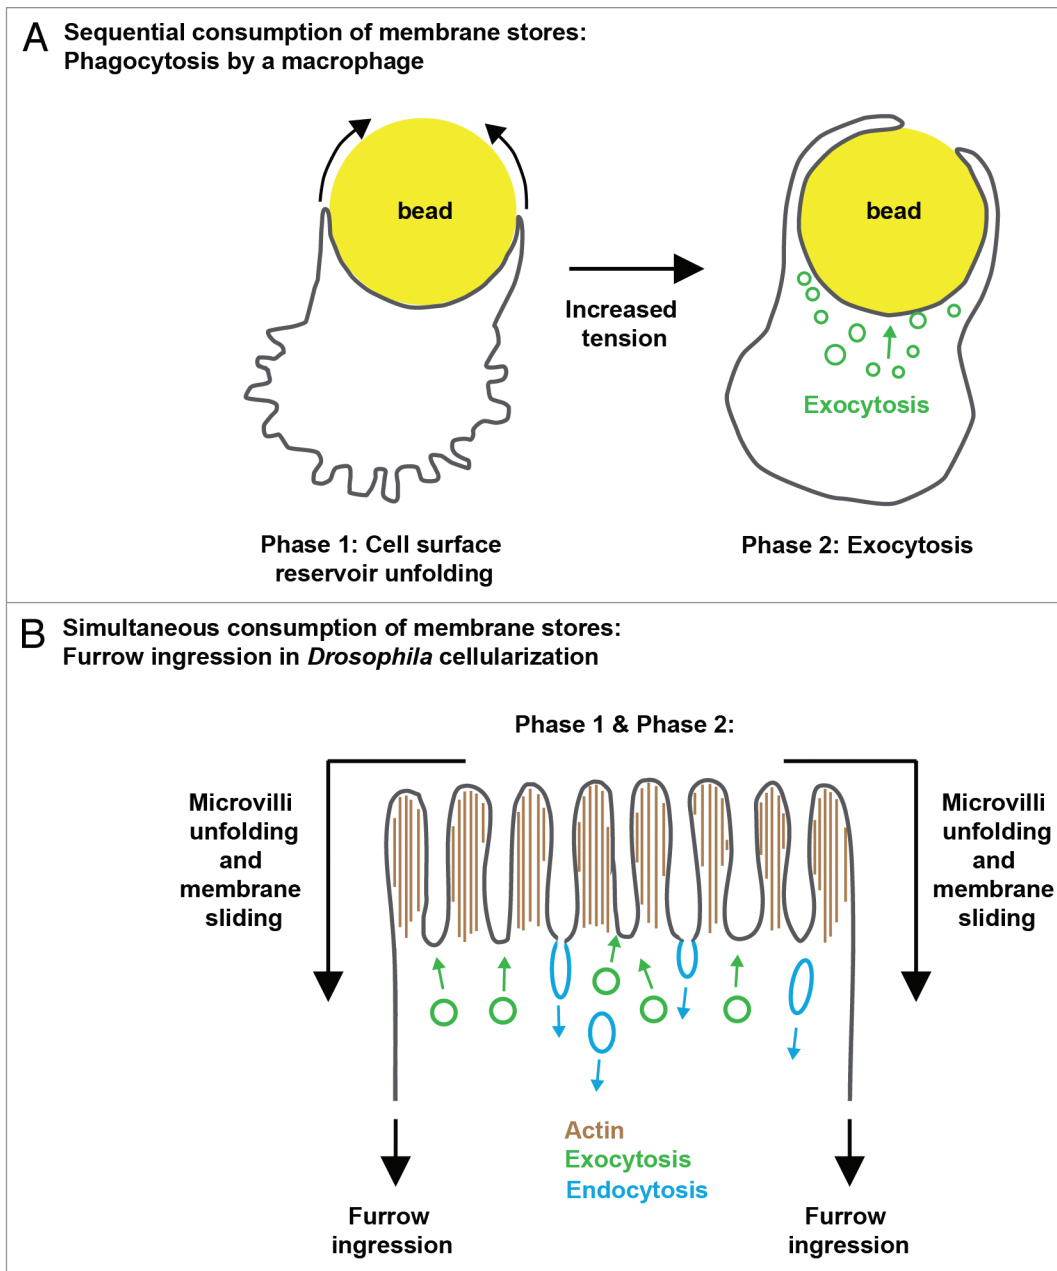 A Sequential consumption of membrane stores:
Phagocytosis by a macrophage
bead
Increased
tension
bead
Exocytosis
Phase 1: Cell surface
reservoir unfolding
Phase 2: Exocytosis
B Simultaneous consumption of membrane stores:
Furrow ingression in Drosophila cellularization
Phase 1 & Phase 2:
Microvilli
unfolding
and
membrane
sliding
Microvilli
unfolding
and
membrane
sliding
Actin
Exocytosis
Endocytosis
Furrow
ingression
Furrow
ingression